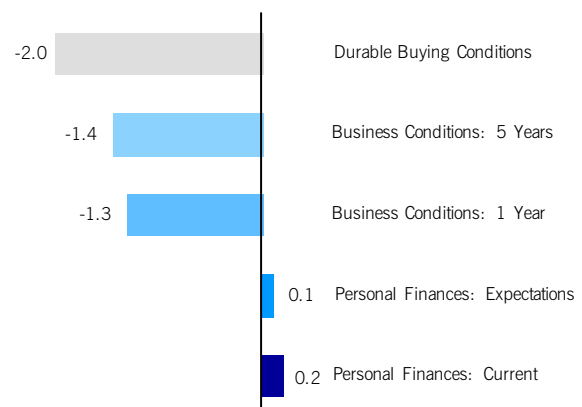 -2.0 Durable Buying Conditions
-1.4 Business Conditions: 5 Years
-1.3 Business Conditions: 1 Year
0.1 Personal Finances: Expectations
0.2 Personal Finances: Current